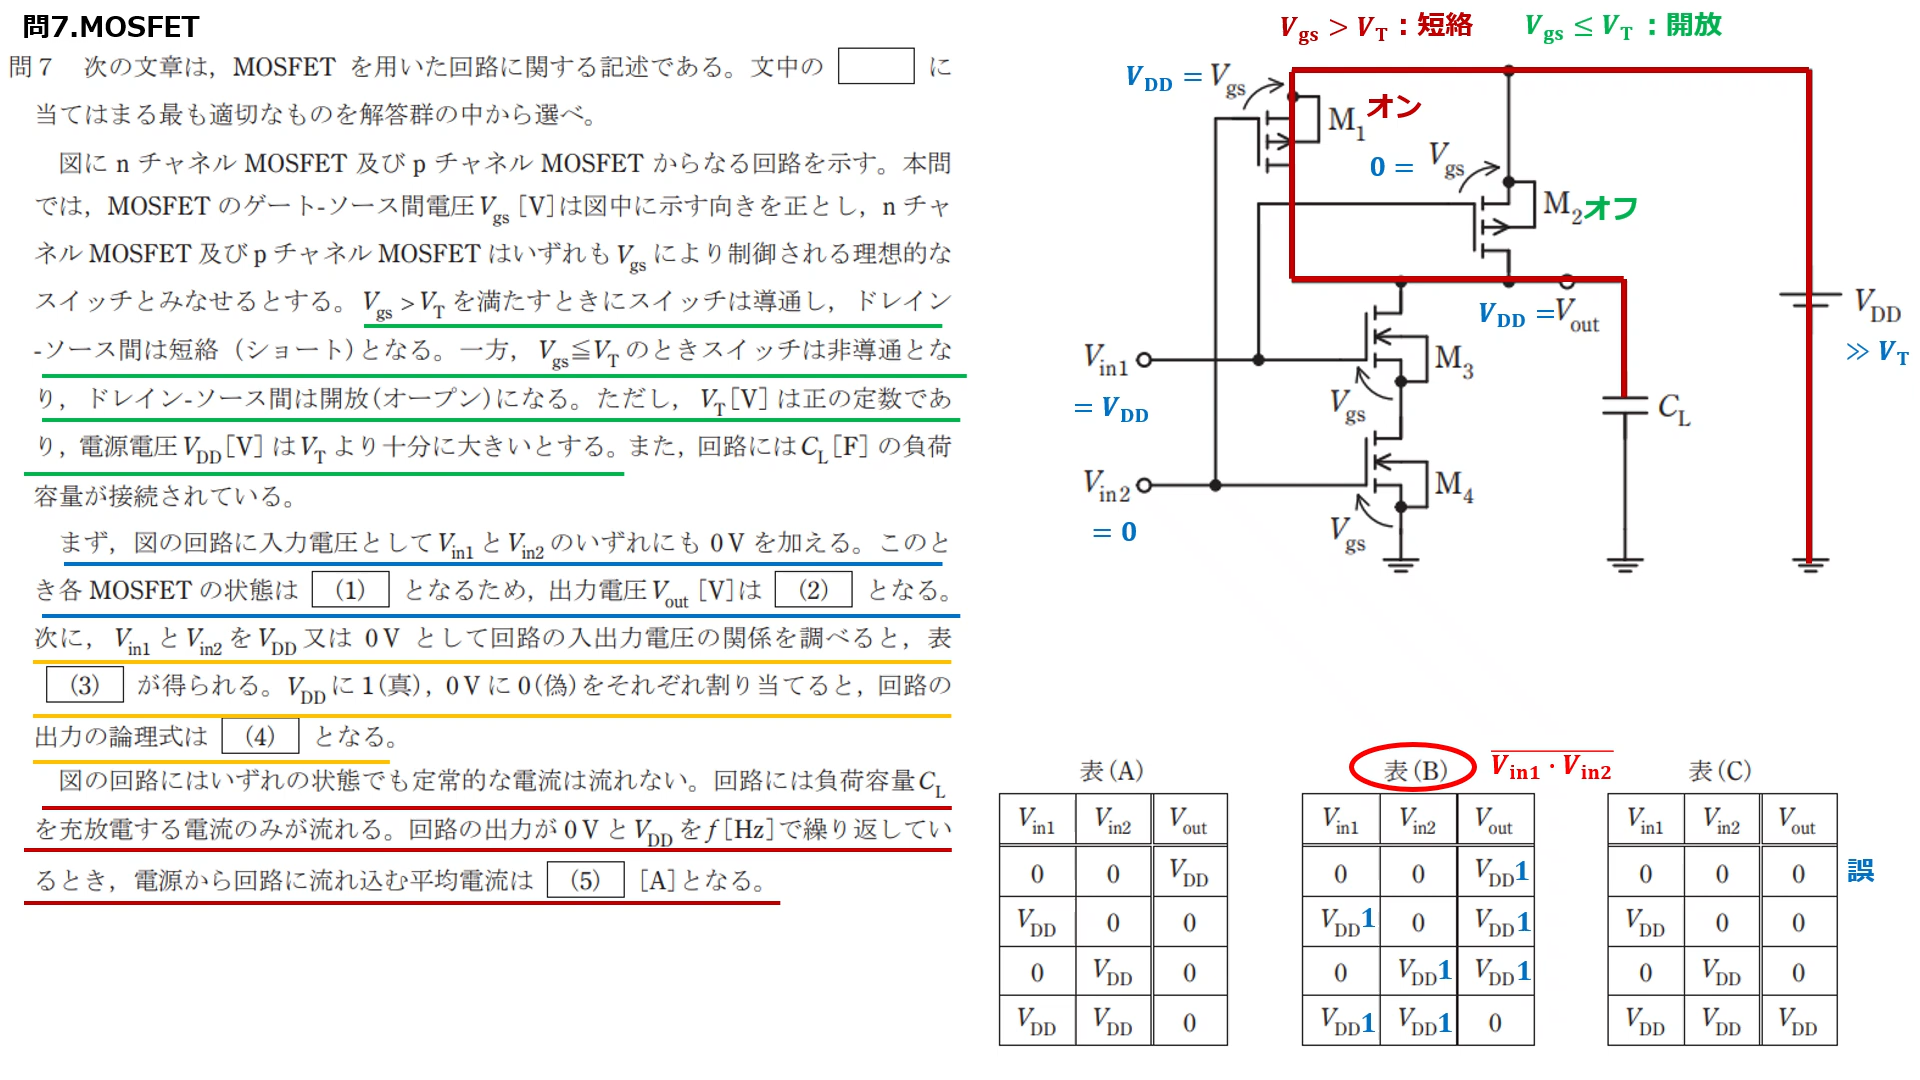 問7.MOSFET
問7 次の文章は，MOSFET を用いた回路に関する記述である。文中の　　　に
当てはまる最も適切なものを解答群の中から選べ。
図に n チャネル MOSFET 及び p チャネル MOSFET からなる回路を示す。本問
では，MOSFET のゲート-ソース間電圧 Vgs [V]は図中に示す向きを正とし，n チャ
ネル MOSFET 及び p チャネル MOSFET はいずれも Vgs により制御される理想的な
スイッチとみなせるとする。Vgs > VT を満たすときにスイッチは導通し，ドレイン
-ソース間は短絡（ショート）となる。一方，Vgs≦VT のときスイッチは非導通とな
り，ドレイン-ソース間は開放(オープン)になる。ただし，VT[V] は正の定数であ
り，電源電圧 VDD[V] は VT より十分に大きいとする。また，回路には CL[F] の負荷
容量が接続されている。
まず，図の回路に入力電圧として Vin1 と Vin2 のいずれにも 0 V を加える。このと
き各 MOSFET の状態は (1) となるため，出力電圧 Vout [V]は (2) となる。
次に，Vin1 と Vin2 を VDD 又は 0 V として回路の入出力電圧の関係を調べると，表
(3) が得られる。VDD に 1(真)，0 V に 0(偽)をそれぞれ割り当てると，回路の
出力の論理式は (4) となる。
図の回路にはいずれの状態でも定常的な電流は流れない。回路には負荷容量 CL
を充放電する電流のみが流れる。回路の出力が 0 V と VDD を f[Hz]で繰り返してい
るとき，電源から回路に流れ込む平均電流は (5) [A]となる。
Vgs > VT：短絡
Vgs ≤ VT：開放
VDD = Vgs
M1 オン
0 = Vgs
M2 オフ
VDD = Vout
VDD
≫ VT
Vin1
= VDD
M3
Vgs
CL
Vin2
= 0
M4
Vgs
表(A)
Vin1 Vin2 Vout
0 0 VDD
VDD 0 0
0 VDD 0
VDD VDD 0
表(B)
V̅i̅n̅1̅ ̅·̅ ̅V̅i̅n̅2̅
Vin1 Vin2 Vout
0 0 VDD1
VDD1 0 VDD1
0 VDD1 VDD1
VDD1 VDD1 0
表(C)
Vin1 Vin2 Vout
0 0 0 誤
VDD 0 0
0 VDD 0
VDD VDD VDD